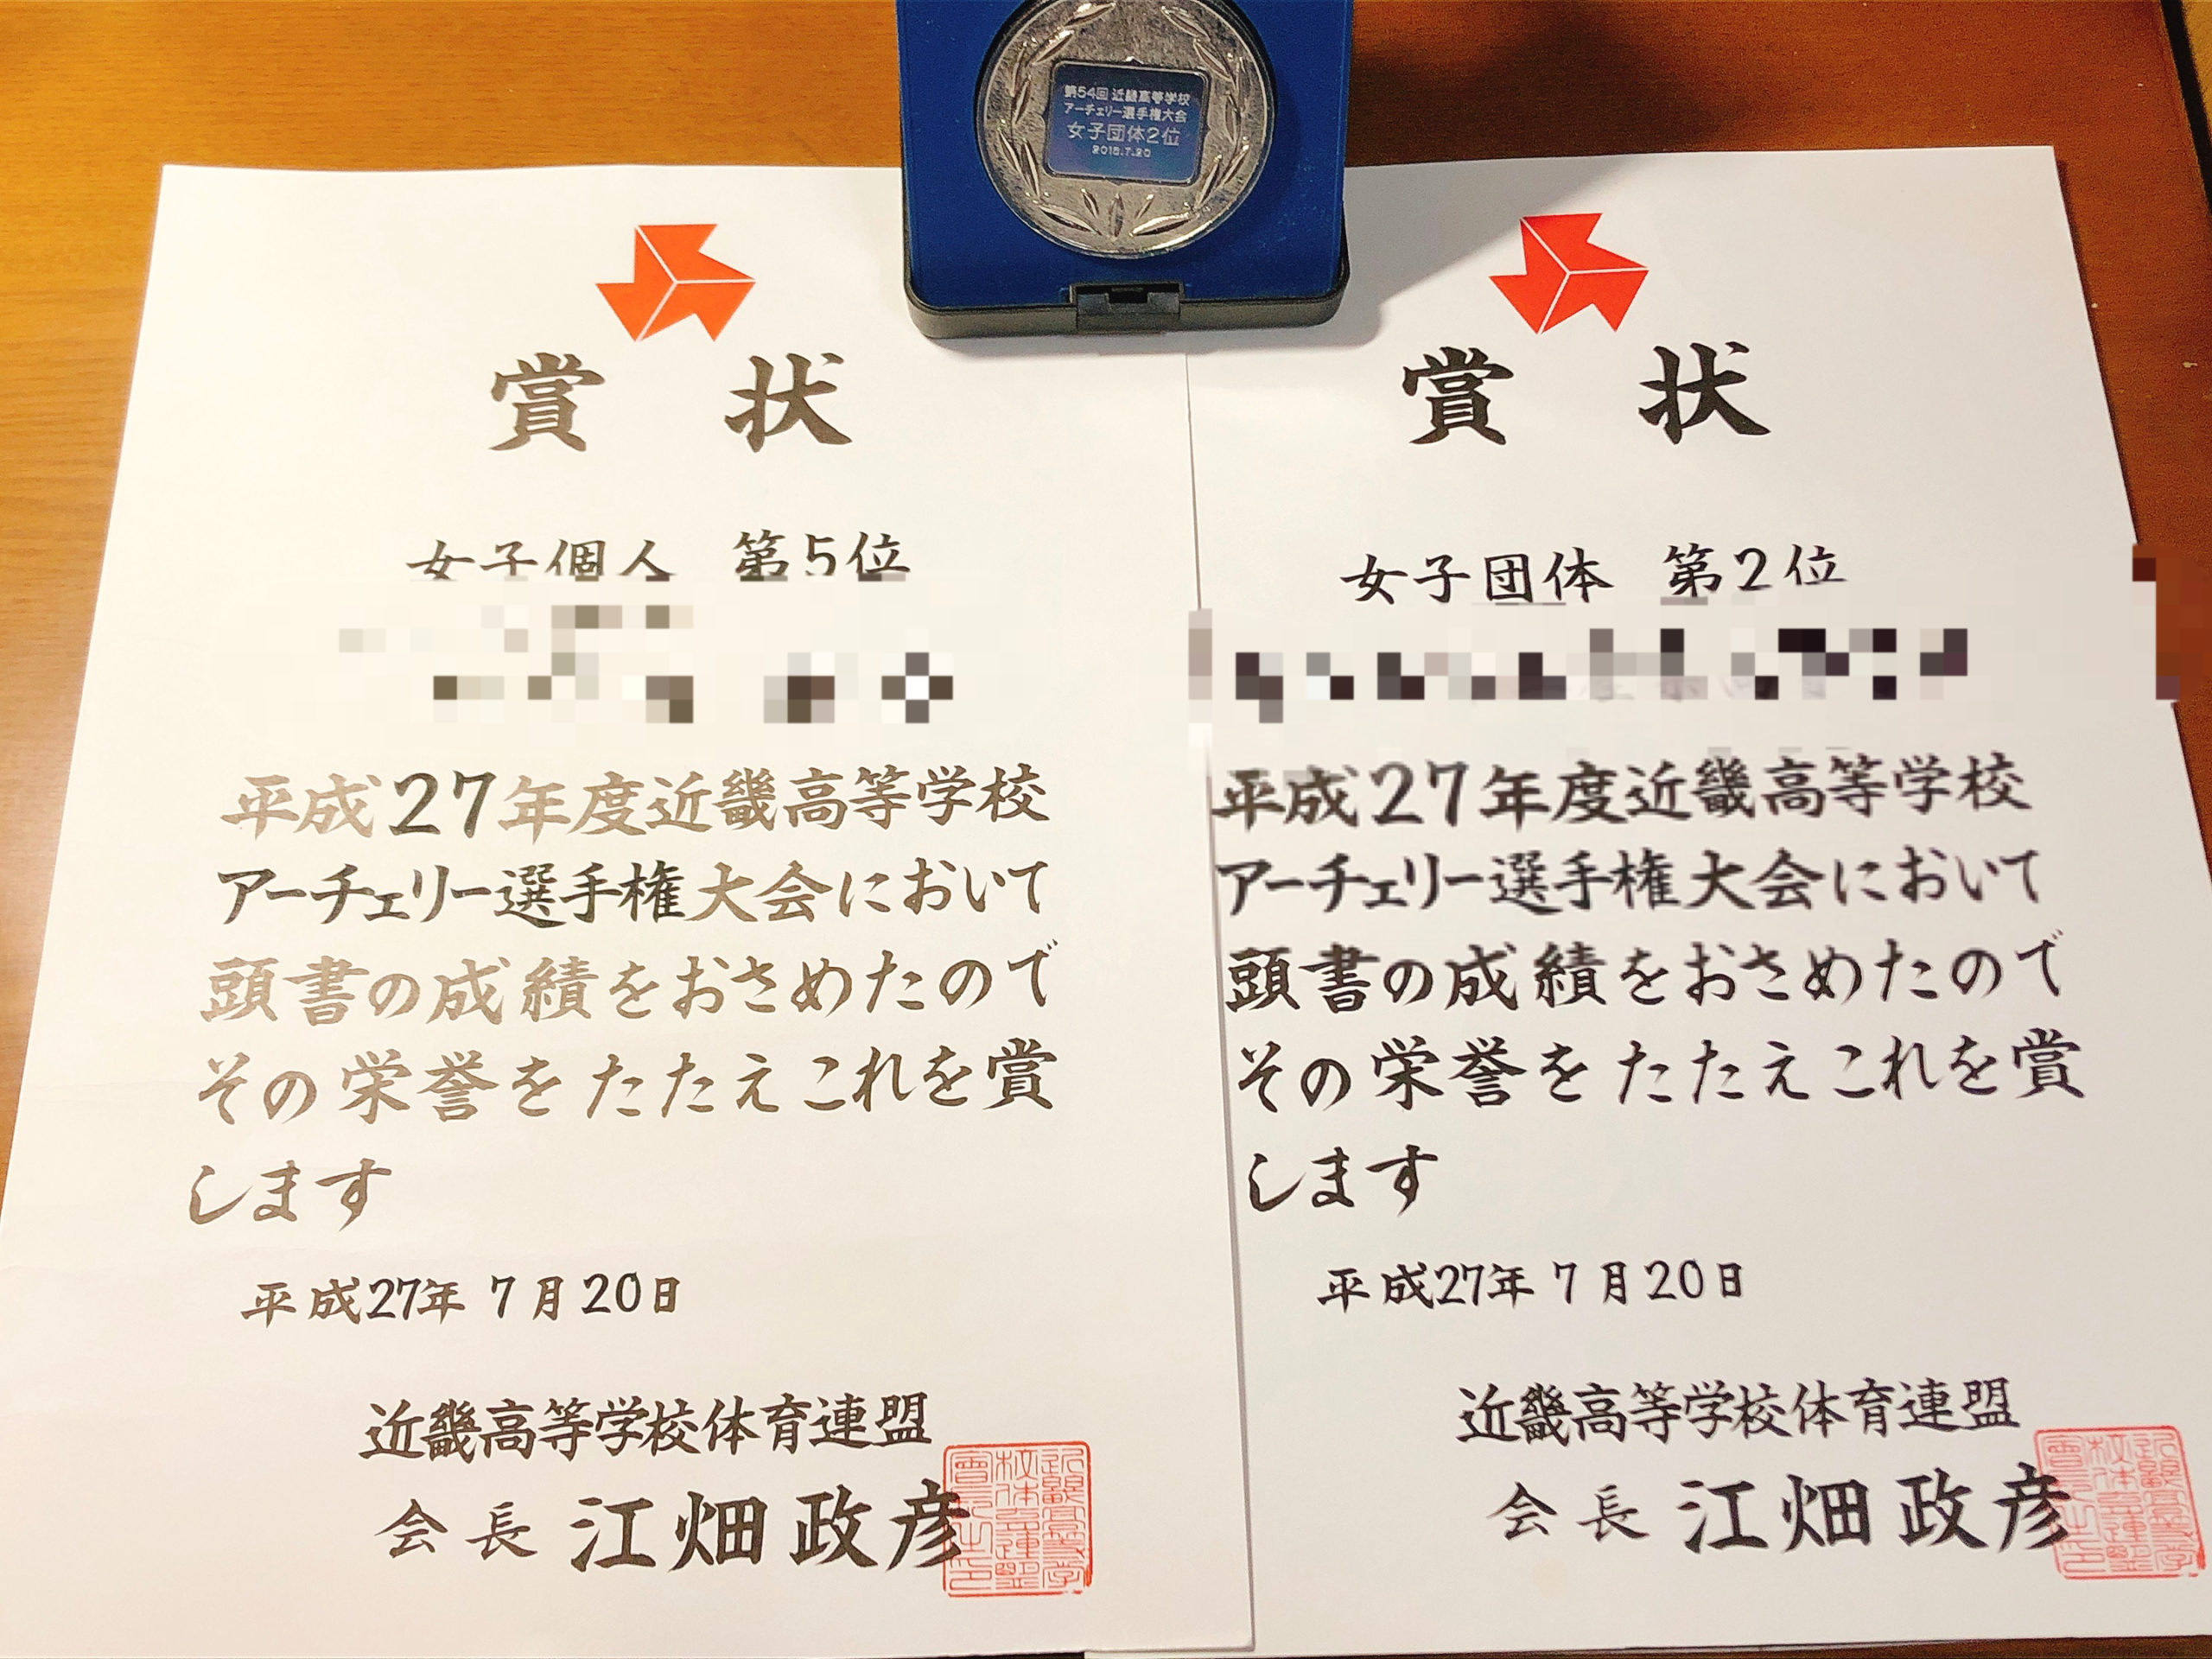 第54回 近畿高等学校
アーチェリー選手権大会
女子団体2位
2015.7.20
賞 状
女子個人 第5位
平成27年度近畿高等学校
アーチェリー選手権大会において
頭書の成績をおさめたので
その栄誉をたたえこれを賞
します
平成27年 7月20日
近畿高等学校体育連盟
会長 江畑政彦
賞 状
女子団体 第2位
平成27年度近畿高等学校
アーチェリー選手権大会において
頭書の成績をおさめたので
その栄誉をたたえこれを賞
します
平成27年 7月20日
近畿高等学校体育連盟
会長 江畑政彦